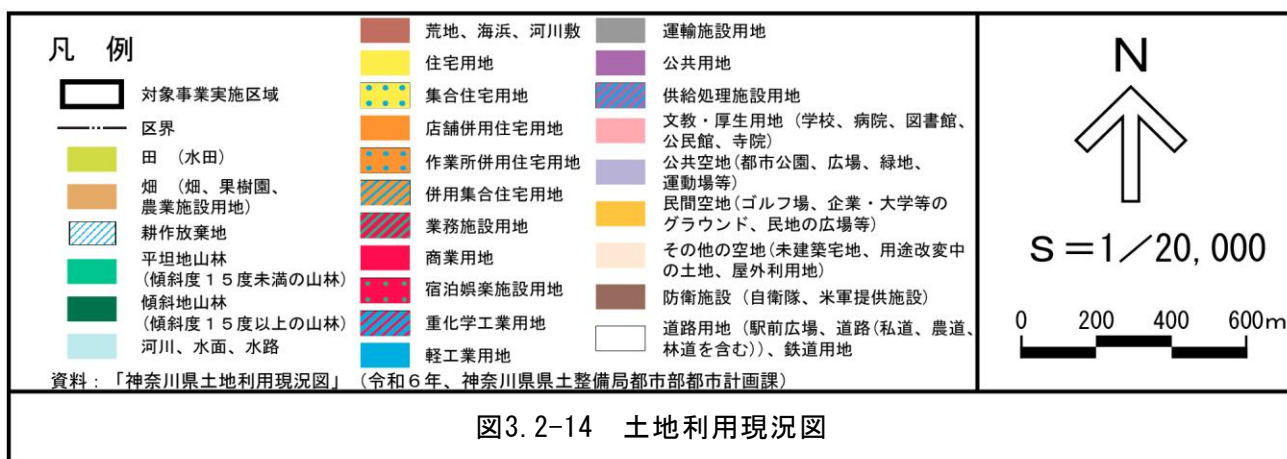 凡 例
対象事業実施区域
区界
田 (水田)
畑 (畑、果樹園、
農業施設用地)
耕作放棄地
平坦地山林
(傾斜度15度未満の山林)
傾斜地山林
(傾斜度15度以上の山林)
河川、水面、水路
荒地、海浜、河川敷
住宅用地
集合住宅用地
店舗併用住宅用地
作業所併用住宅用地
併用集合住宅用地
業務施設用地
商業用地
宿泊娯楽施設用地
重化学工業用地
軽工業用地
運輸施設用地
公共用地
供給処理施設用地
文教・厚生用地 (学校、病院、図書館、
公民館、寺院)
公共空地(都市公園、広場、緑地、
運動場等)
民間空地(ゴルフ場、企業・大学等の
グラウンド、民地の広場等)
その他の空地(未建築宅地、用途改変中
の土地、屋外利用地)
防衛施設 (自衛隊、米軍提供施設)
道路用地 (駅前広場、道路(私道、農道、
林道を含む))、鉄道用地
資料:「神奈川県土地利用現況図」 (令和6年、神奈川県県土整備局都市部都市計画課)
N
S=1/20,000
0 200 400 600m
図3.2-14 土地利用現況図